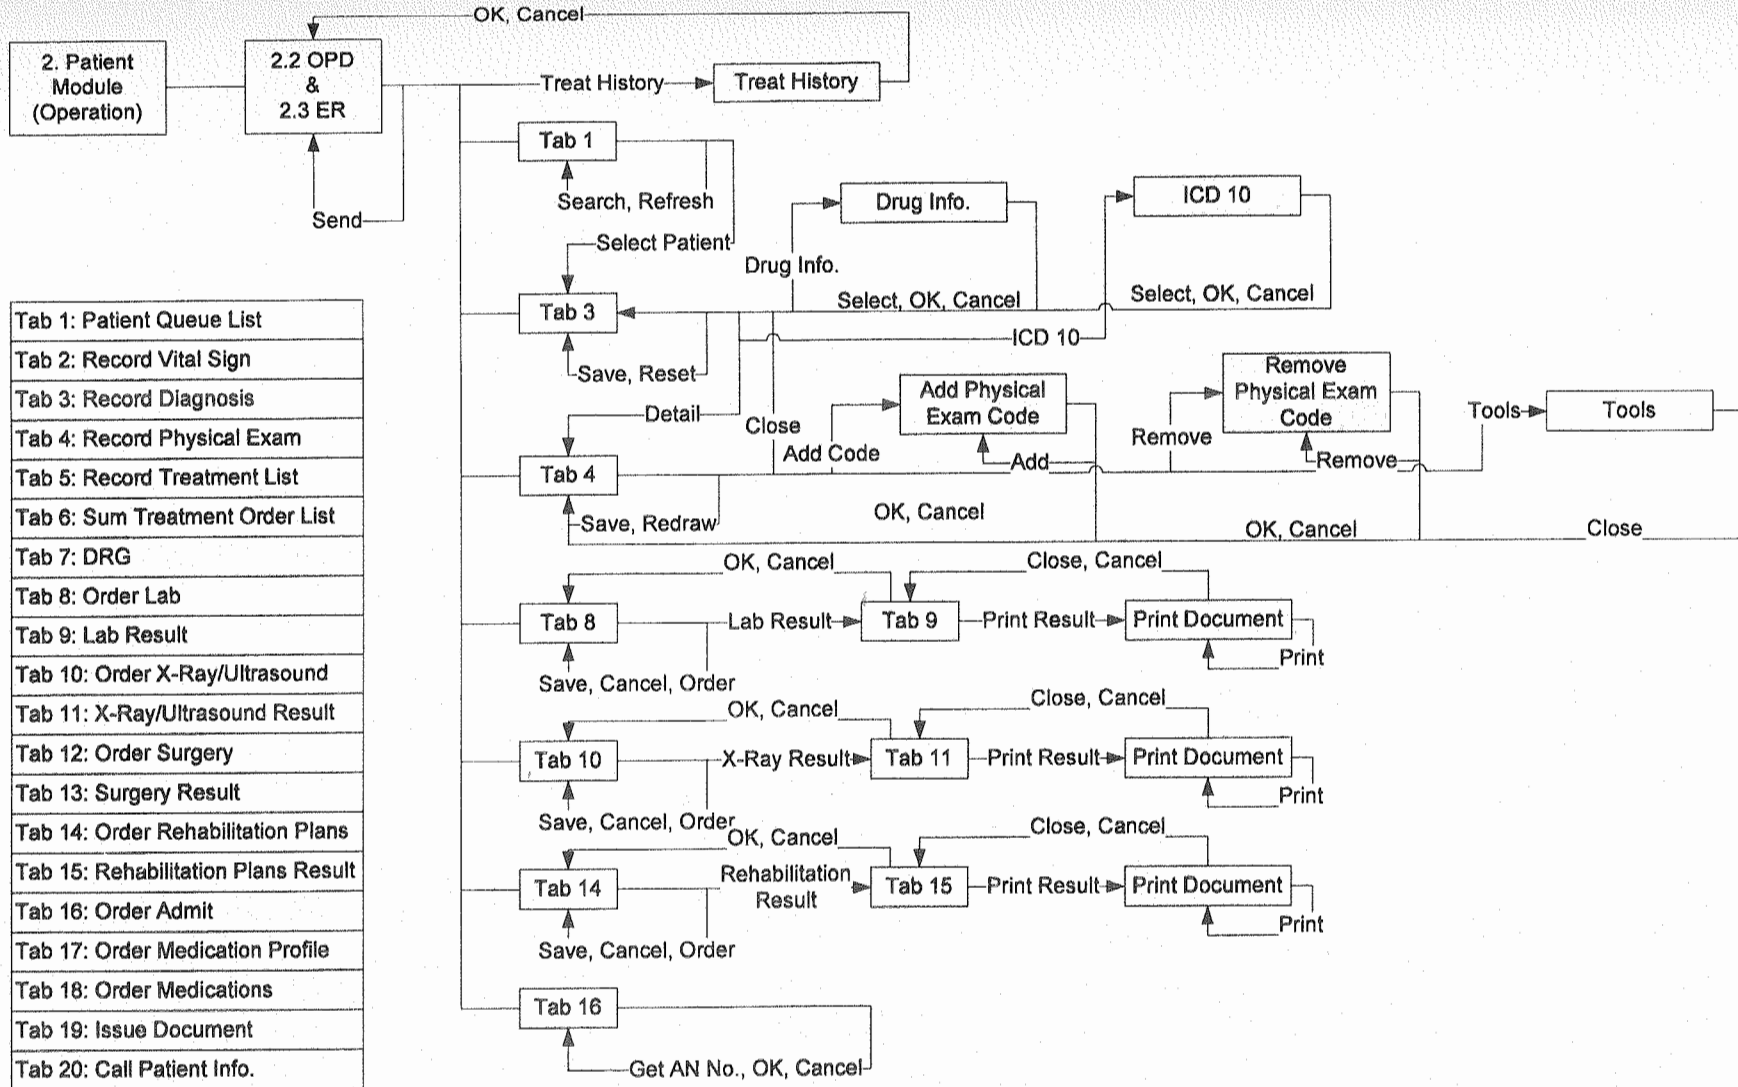 OK, Cancel
2. Patient
Module
(Operation)
2.2 OPD
&
2.3 ER
Treat History
Treat History
Send
Tab 1
Search, Refresh
Select Patient
Drug Info.
Drug Info.
ICD 10
Tab 3
Select, OK, Cancel
Select, OK, Cancel
ICD 10
Save, Reset
Detail
Close
Add Code
Add Physical
Exam Code
Add
Remove
Remove
Physical Exam
Code
Remove
Tools
Tools
Tab 4
Save, Redraw
OK, Cancel
OK, Cancel
Close
OK, Cancel
Close, Cancel
Tab 8
Lab Result
Tab 9
Print Result
Print Document
Print
Save, Cancel, Order
OK, Cancel
Close, Cancel
Tab 10
X-Ray Result
Tab 11
Print Result
Print Document
Print
Save, Cancel, Order
OK, Cancel
Close, Cancel
Tab 14
Rehabilitation
Result
Tab 15
Print Result
Print Document
Print
Save, Cancel, Order
Tab 16
Get AN No., OK, Cancel
Tab 1: Patient Queue List
Tab 2: Record Vital Sign
Tab 3: Record Diagnosis
Tab 4: Record Physical Exam
Tab 5: Record Treatment List
Tab 6: Sum Treatment Order List
Tab 7: DRG
Tab 8: Order Lab
Tab 9: Lab Result
Tab 10: Order X-Ray/Ultrasound
Tab 11: X-Ray/Ultrasound Result
Tab 12: Order Surgery
Tab 13: Surgery Result
Tab 14: Order Rehabilitation Plans
Tab 15: Rehabilitation Plans Result
Tab 16: Order Admit
Tab 17: Order Medication Profile
Tab 18: Order Medications
Tab 19: Issue Document
Tab 20: Call Patient Info.